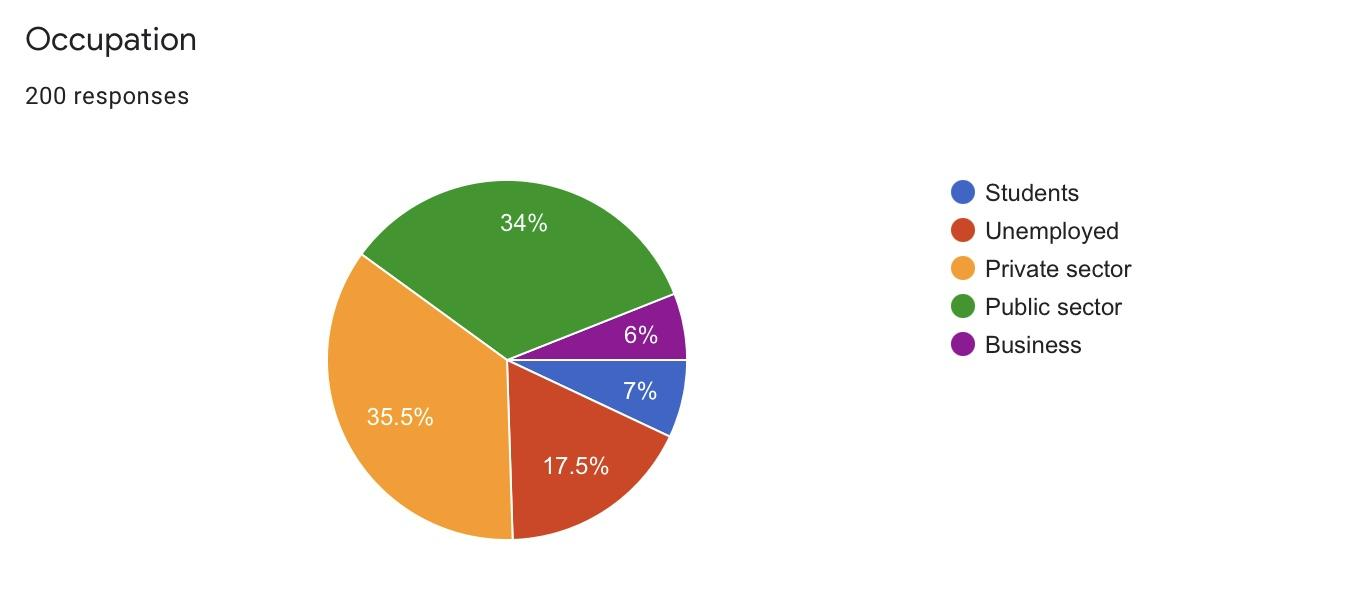 Occupation
200 responses
34%
6%
7%
35.5%
17.5%
Students
Unemployed
Private sector
Public sector
Business